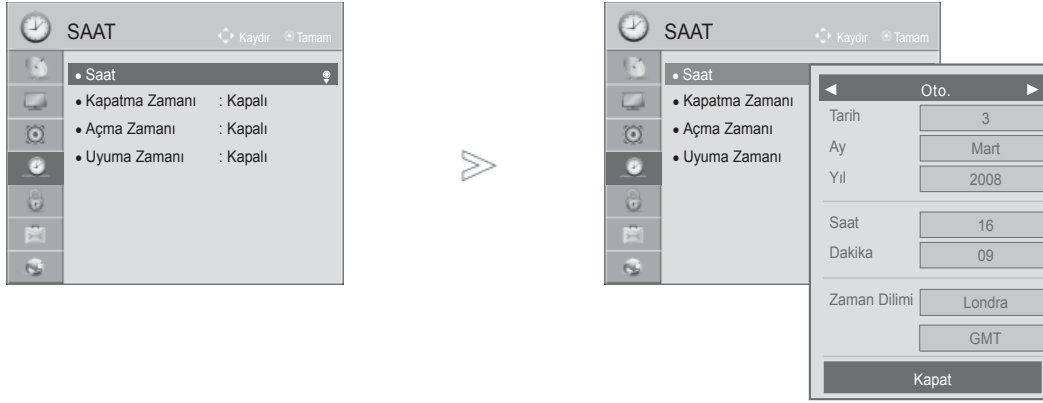 SAAT
Kaydır
Tamam
• Saat
• Kapatma Zamanı : Kapalı
• Açma Zamanı : Kapalı
• Uyuma Zamanı : Kapalı
SAAT
Kaydır
Tamam
• Saat
• Kapatma Zamanı
• Açma Zamanı
• Uyuma Zamanı
◄ Oto. ►
Tarih 3
Ay Mart
Yıl 2008
Saat 16
Dakika 09
Zaman Dilimi Londra
GMT
Kapat